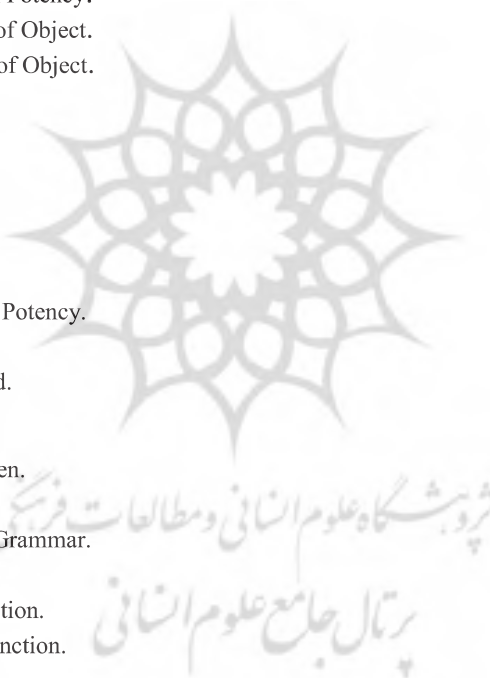 Potency.
of Object.
of Object.
Potency.
d.
en.
پژوهشگاه علوم انسانی و مطالعات فرهنگی
Grammar.
پرتال جامع علوم انسانی
tion.
nction.